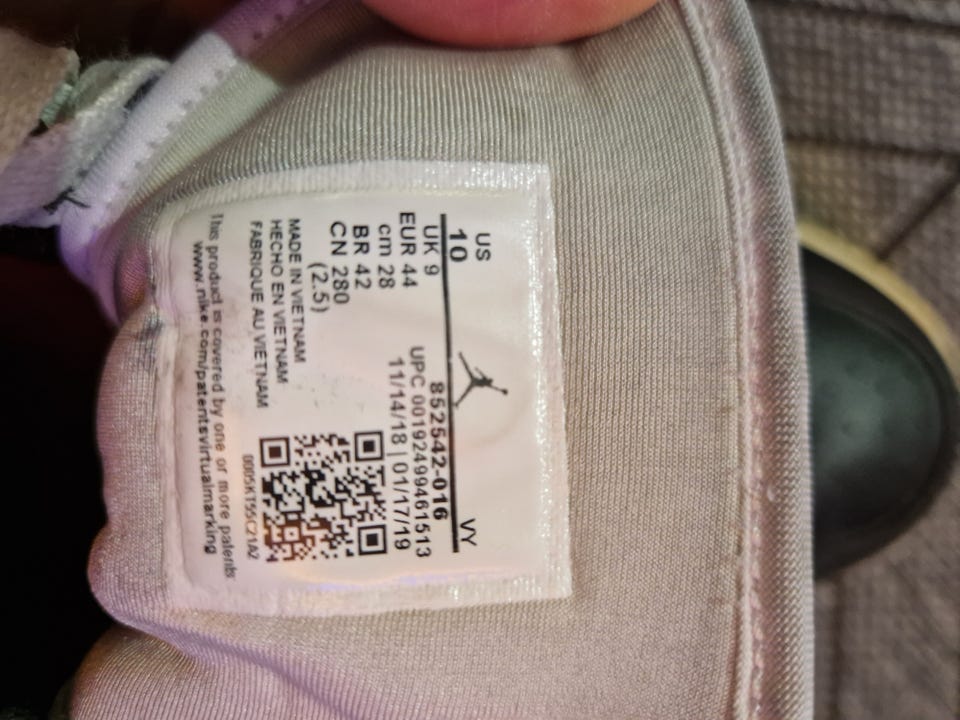 US VY
10
852542-016
UK 9 UPC 00192499461513
EUR 44 11/14/18 | 01/17/19
cm 28
BR 42
CN 280
(2.5)
MADE IN VIETNAM
HECHO EN VIETNAM
FABRIQUE AU VIETNAM
0005KT55CZ1A2
This product is covered by one or more patents:
www.nike.com/patentsvirtualmarking